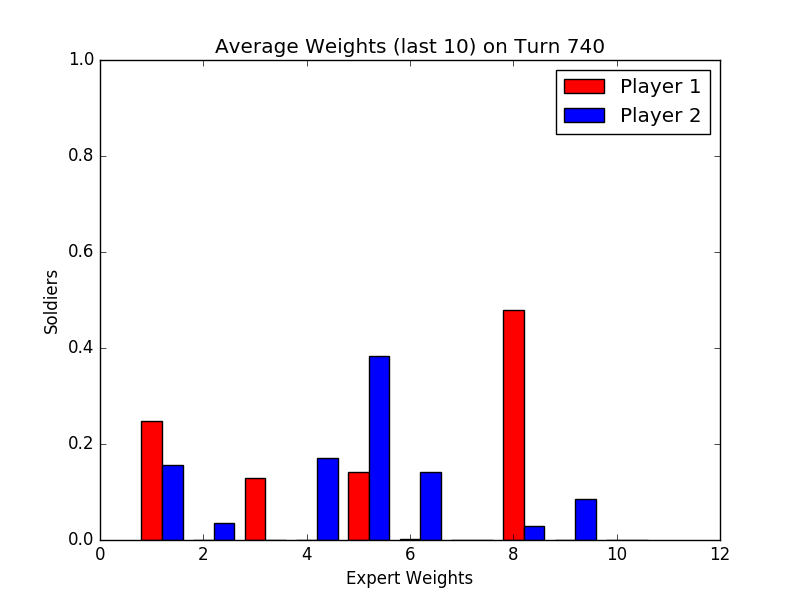 Average Weights (last 10) on Turn 740
1.0
Player 1
Player 2
0.8
0.6
Soldiers
0.4
0.2
0.0
0 2 4 6 8 10 12
Expert Weights